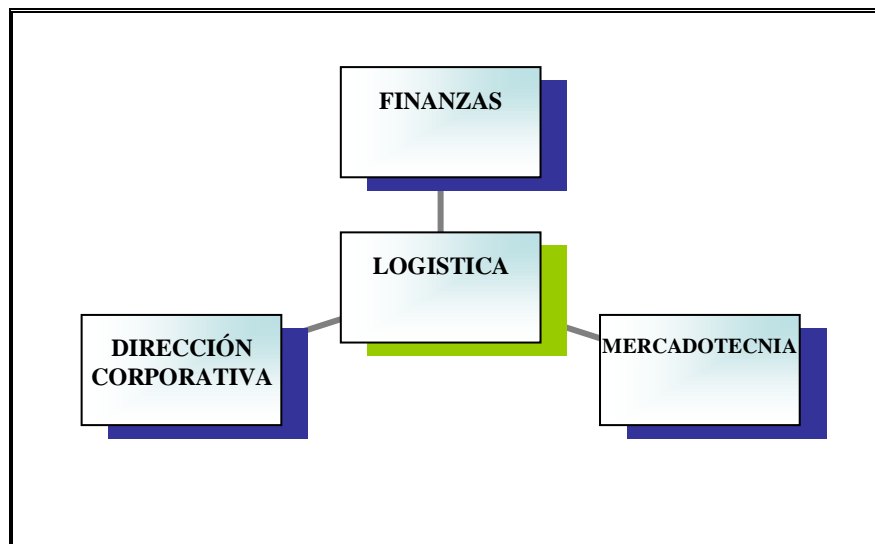 FINANZAS
LOGISTICA
DIRECCIÓN
CORPORATIVA
MERCADOTECNIA